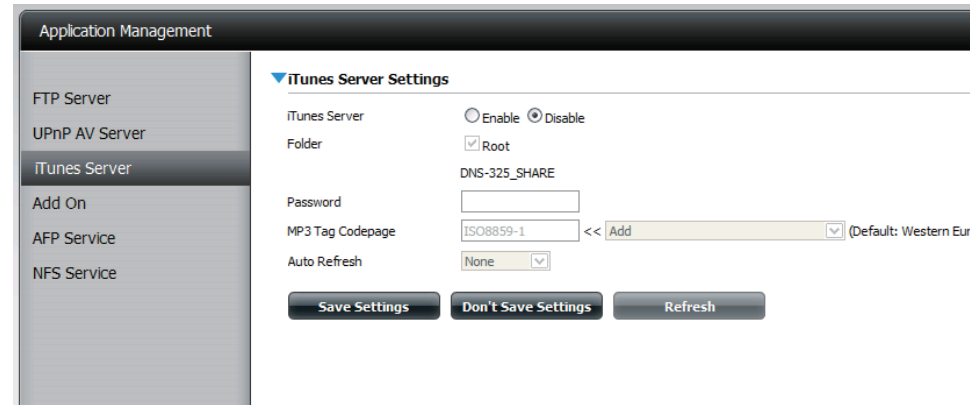 Application Management
FTP Server
UPnP AV Server
iTunes Server
Add On
AFP Service
NFS Service
iTunes Server Settings
iTunes Server Enable Disable
Folder Root
DNS-325_SHARE
Password
MP3 Tag Codepage ISO8859-1 << Add (Default: Western Eur
Auto Refresh None
Save Settings Don't Save Settings Refresh